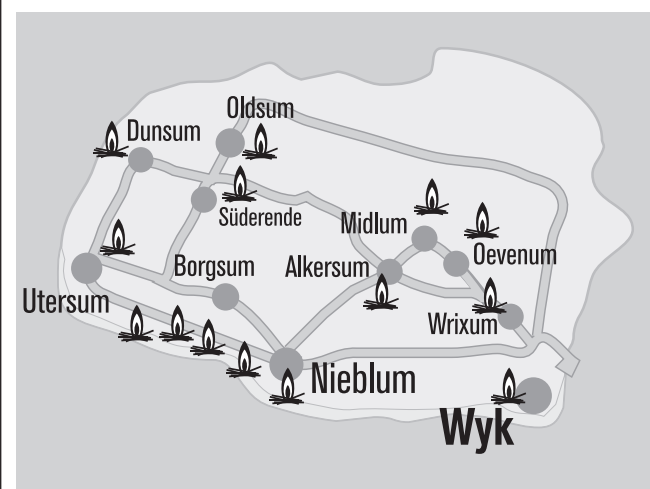 Oldsum
Dunsum
Süderende
Midlum
Oevenum
Borgsum
Alkersum
Utersum
Wrixum
Nieblum
Wyk